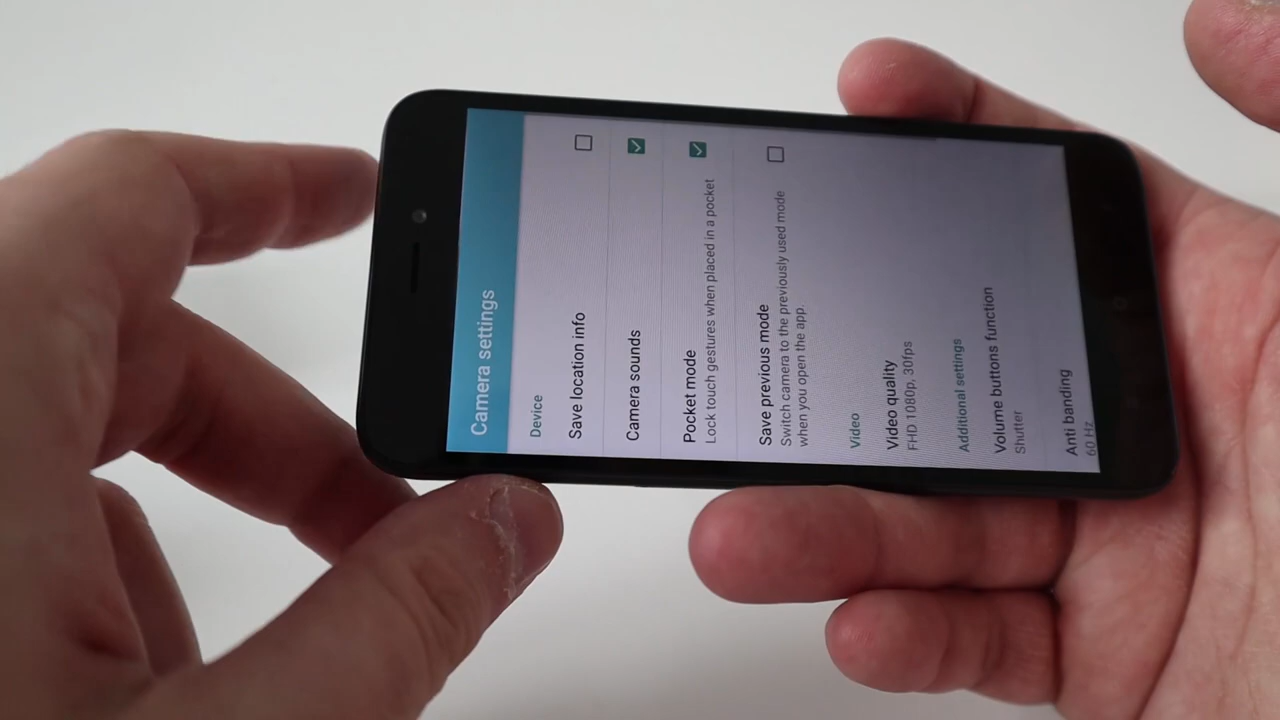 Camera settings
Device
Save location info
Camera sounds
Pocket mode
Lock touch gestures when placed in a pocket
Save previous mode
Switch camera to the previously used mode
when you open the app.
Video
Video quality
FHD 1080p, 30fps
Additional settings
Volume buttons function
Shutter
Anti banding
60 Hz